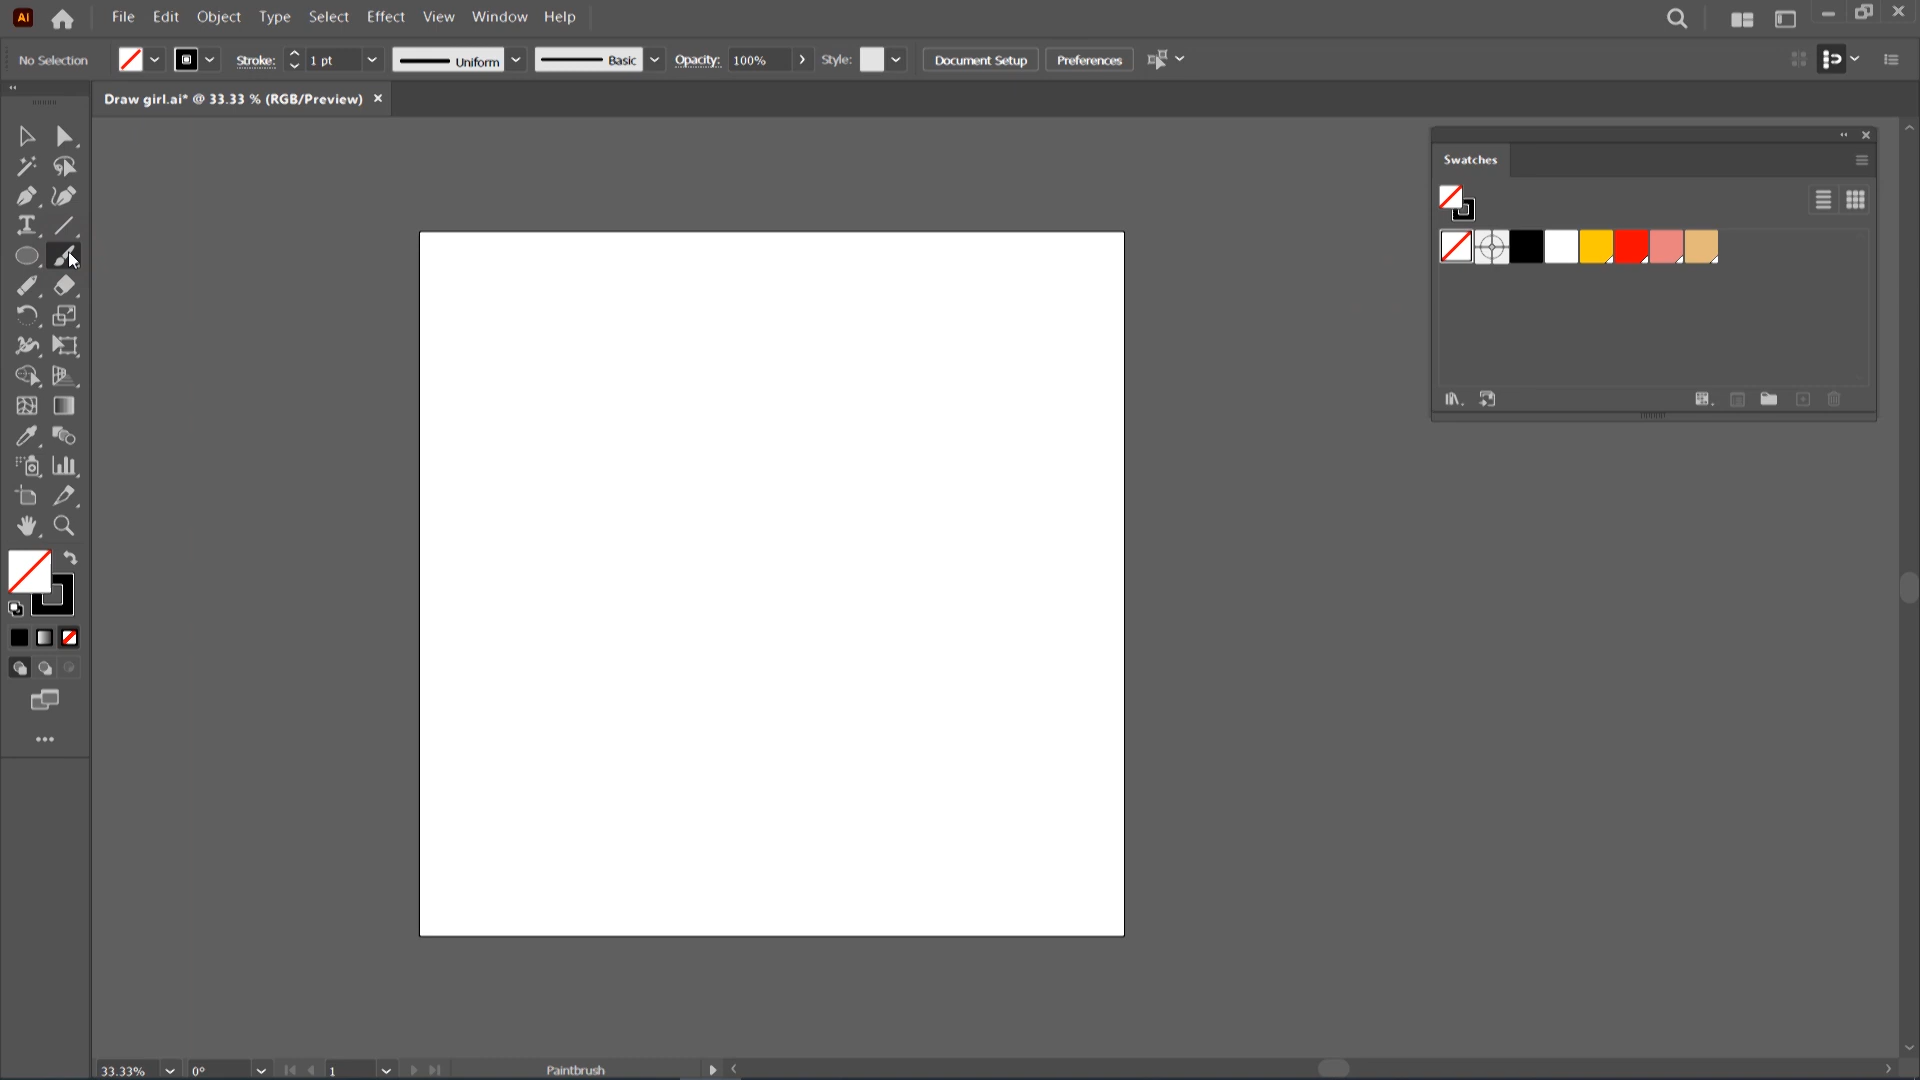 Ai File Edit Object Type Select Effect View Window Help
No Selection Stroke: 1 pt Uniform Basic Opacity: 100% Style: Document Setup Preferences
Draw girl.ai* @ 33.33 % (RGB/Preview)
Swatches
33.33% 0° 1 Paintbrush